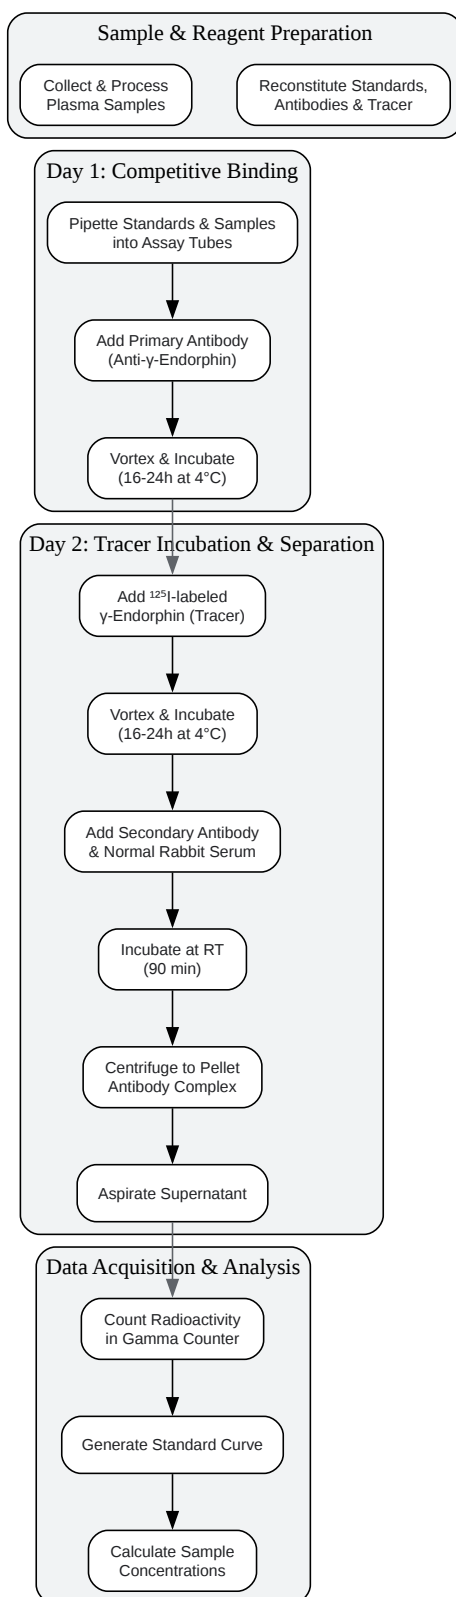 Sample & Reagent Preparation
Collect & Process
Plasma Samples
Reconstitute Standards,
Antibodies & Tracer
Day 1: Competitive Binding
Pipette Standards & Samples
into Assay Tubes
Add Primary Antibody
(Anti-γ-Endorphin)
Vortex & Incubate
(16-24h at 4°C)
Day 2: Tracer Incubation & Separation
Add ¹²⁵I-labeled
γ-Endorphin (Tracer)
Vortex & Incubate
(16-24h at 4°C)
Add Secondary Antibody
& Normal Rabbit Serum
Incubate at RT
(90 min)
Centrifuge to Pellet
Antibody Complex
Aspirate Supernatant
Data Acquisition & Analysis
Count Radioactivity
in Gamma Counter
Generate Standard Curve
Calculate Sample
Concentrations